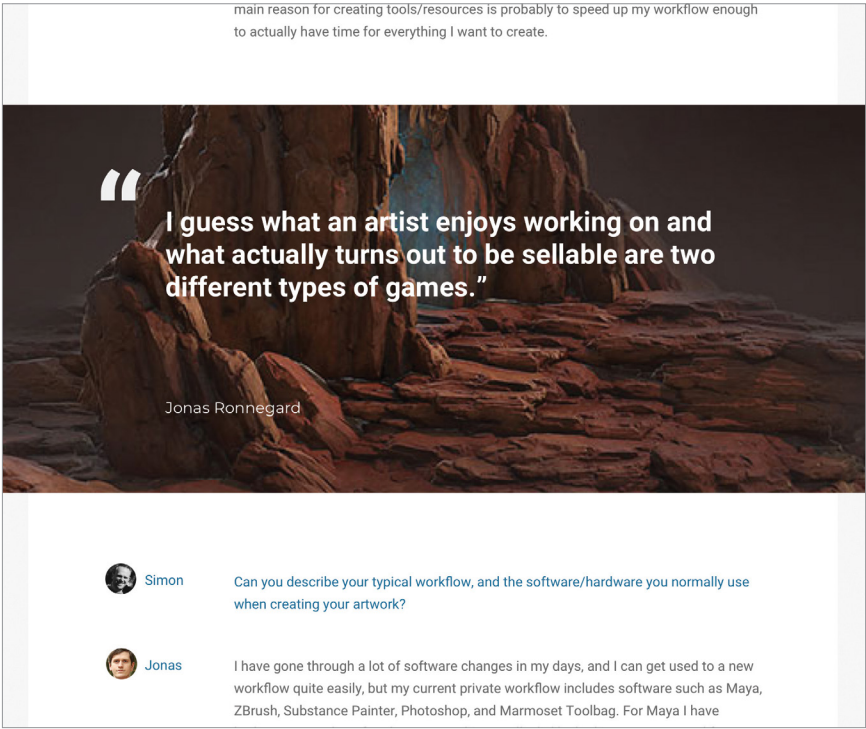 main reason for creating tools/resources is probably to speed up my workflow enough
to actually have time for everything I want to create.
“
I guess what an artist enjoys working on and
what actually turns out to be sellable are two
different types of games.”
Jonas Ronnegard
Simon
Can you describe your typical workflow, and the software/hardware you normally use
when creating your artwork?
Jonas
I have gone through a lot of software changes in my days, and I can get used to a new
workflow quite easily, but my current private workflow includes software such as Maya,
ZBrush, Substance Painter, Photoshop, and Marmoset Toolbag. For Maya I have